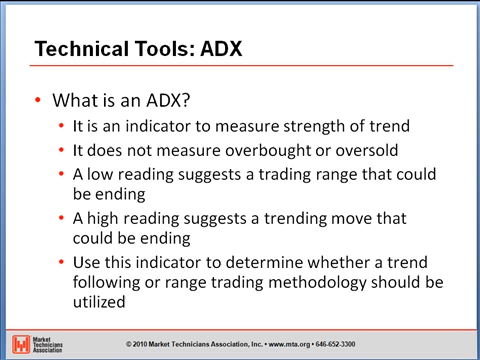 Technical Tools: ADX
• What is an ADX?
• It is an indicator to measure strength of trend
• It does not measure overbought or oversold
• A low reading suggests a trading range that could
be ending
• A high reading suggests a trending move that
could be ending
• Use this indicator to determine whether a trend
following or range trading methodology should be
utilized
Market
Technicians
Association
© 2010 Market Technicians Association, Inc. • www.mta.org • 646-652-3300